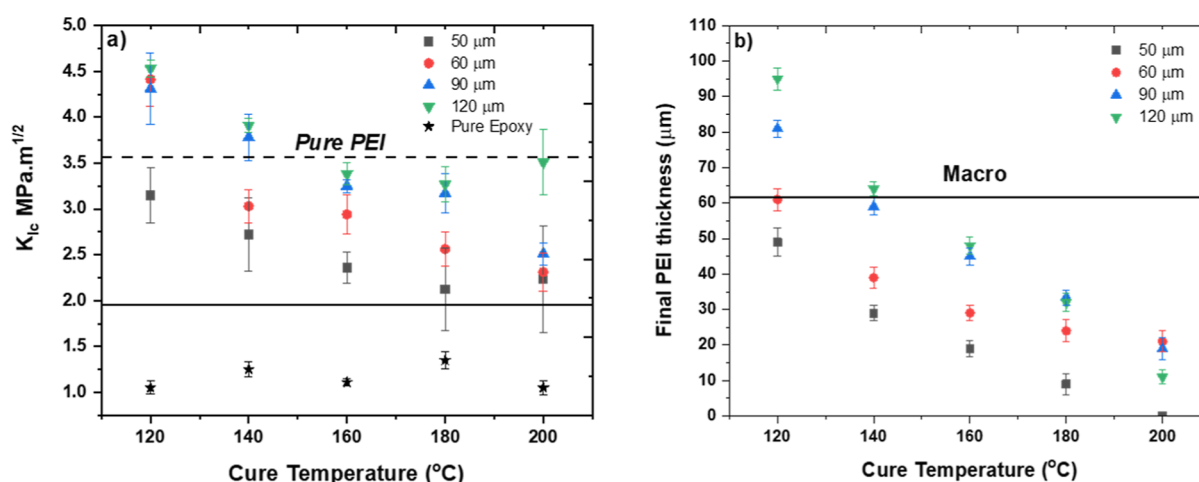 a)
50 μm
60 μm
90 μm
120 μm
Pure Epoxy
Pure PEI
K_Ic MPa.m^1/2
5.0
4.5
4.0
3.5
3.0
2.5
2.0
1.5
1.0
120 140 160 180 200
Cure Temperature (°C)
b)
50 μm
60 μm
90 μm
120 μm
Macro
Final PEI thickness (μm)
110
100
90
80
70
60
50
40
30
20
10
0
120 140 160 180 200
Cure Temperature (°C)